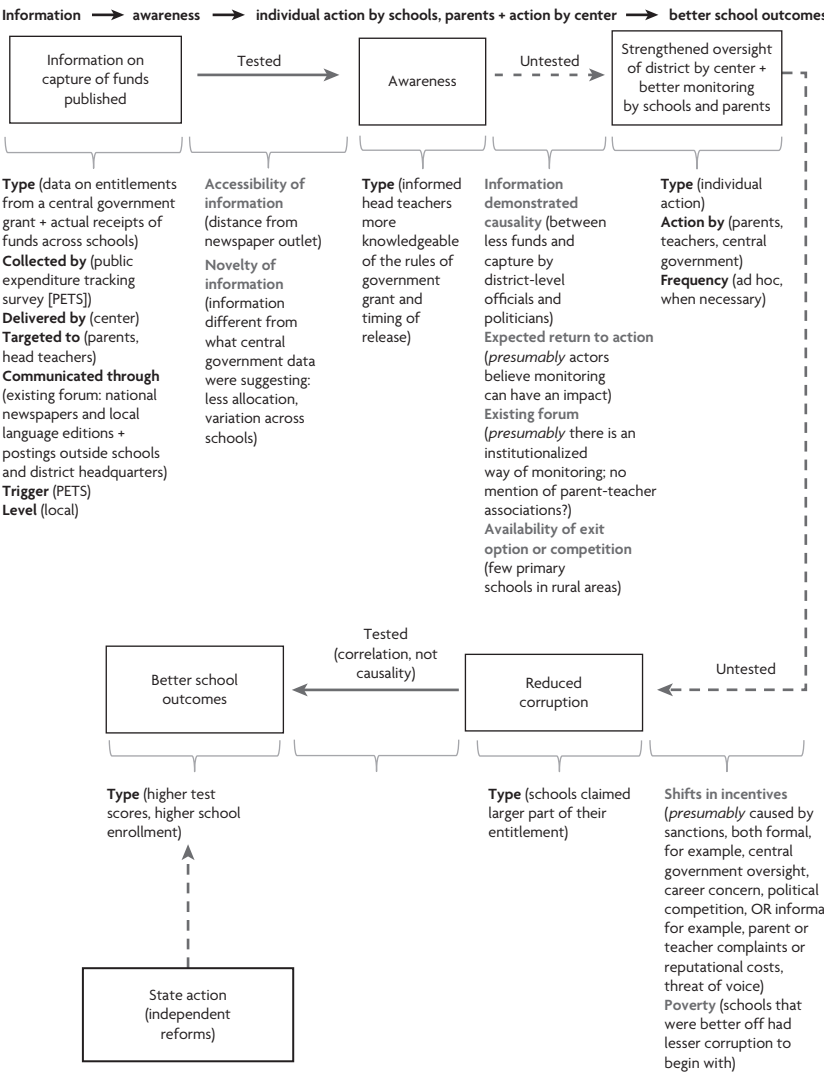 Information → awareness → individual action by schools, parents + action by center → better school outcomes
Information on
capture of funds
published
Tested
Awareness
Untested
Strengthened oversight
of district by center +
better monitoring
by schools and parents
Type (data on entitlements
from a central government
grant + actual receipts of
funds across schools)
Collected by (public
expenditure tracking
survey [PETS])
Delivered by (center)
Targeted to (parents,
head teachers)
Communicated through
(existing forum: national
newspapers and local
language editions +
postings outside schools
and district headquarters)
Trigger (PETS)
Level (local)
Accessibility of
information
(distance from
newspaper outlet)
Novelty of
information
(information
different from
what central
government data
were suggesting:
less allocation,
variation across
schools)
Type (informed
head teachers
more
knowledgeable
of the rules of
government
grant and
timing of
release)
Information
demonstrated
causality (between
less funds and
capture by
district-level
officials and
politicians)
Expected return to action
(presumably actors
believe monitoring
can have an impact)
Existing forum
(presumably there is an
institutionalized
way of monitoring; no
mention of parent-teacher
associations?)
Availability of exit
option or competition
(few primary
schools in rural areas)
Type (individual
action)
Action by (parents,
teachers, central
government)
Frequency (ad hoc,
when necessary)
Better school
outcomes
Tested
(correlation, not
causality)
Reduced
corruption
Untested
Type (higher test
scores, higher school
enrollment)
Type (schools claimed
larger part of their
entitlement)
Shifts in incentives
(presumably caused by
sanctions, both formal,
for example, central
government oversight,
career concern, political
competition, OR informa
for example, parent or
teacher complaints or
reputational costs,
threat of voice)
Poverty (schools that
were better off had
lesser corruption to
begin with)
State action
(independent
reforms)